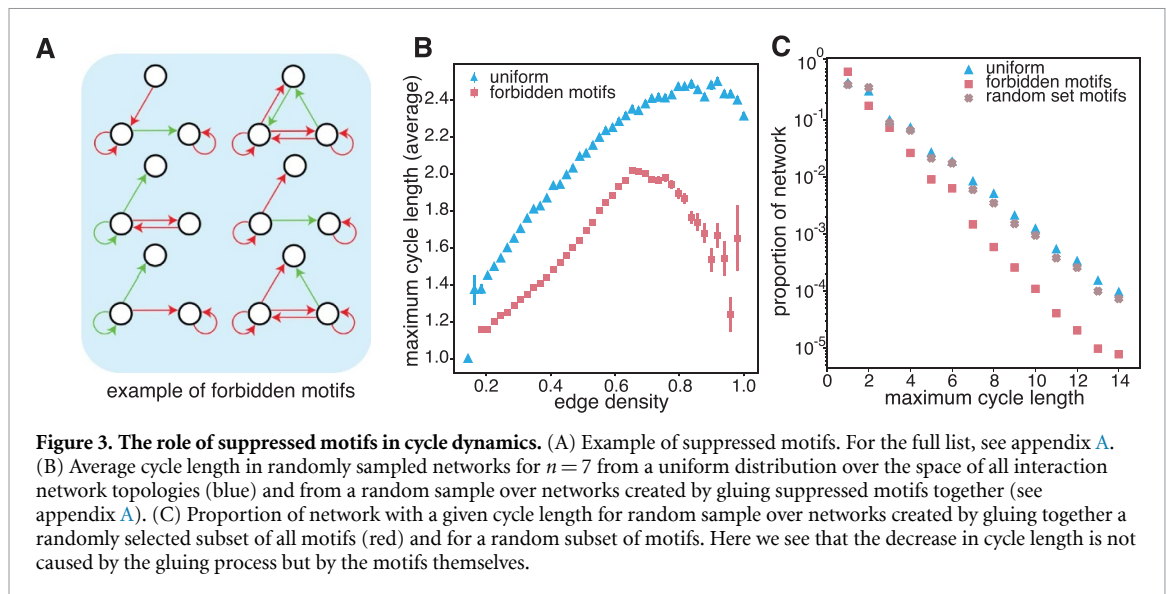 A
example of forbidden motifs
B
uniform
forbidden motifs
maximum cycle length (average)
2.4
2.2
2.0
1.8
1.6
1.4
1.2
1.0
0.2 0.4 0.6 0.8 1.0
edge density
C
uniform
forbidden motifs
random set motifs
proportion of network
10^0
10^-1
10^-2
10^-3
10^-4
10^-5
0 2 4 6 8 10 12 14
maximum cycle length
Figure 3. The role of suppressed motifs in cycle dynamics. (A) Example of suppressed motifs. For the full list, see appendix A.
(B) Average cycle length in randomly sampled networks for n = 7 from a uniform distribution over the space of all interaction
network topologies (blue) and from a random sample over networks created by gluing suppressed motifs together (see
appendix A). (C) Proportion of network with a given cycle length for random sample over networks created by gluing together a
randomly selected subset of all motifs (red) and for a random subset of motifs. Here we see that the decrease in cycle length is not
caused by the gluing process but by the motifs themselves.